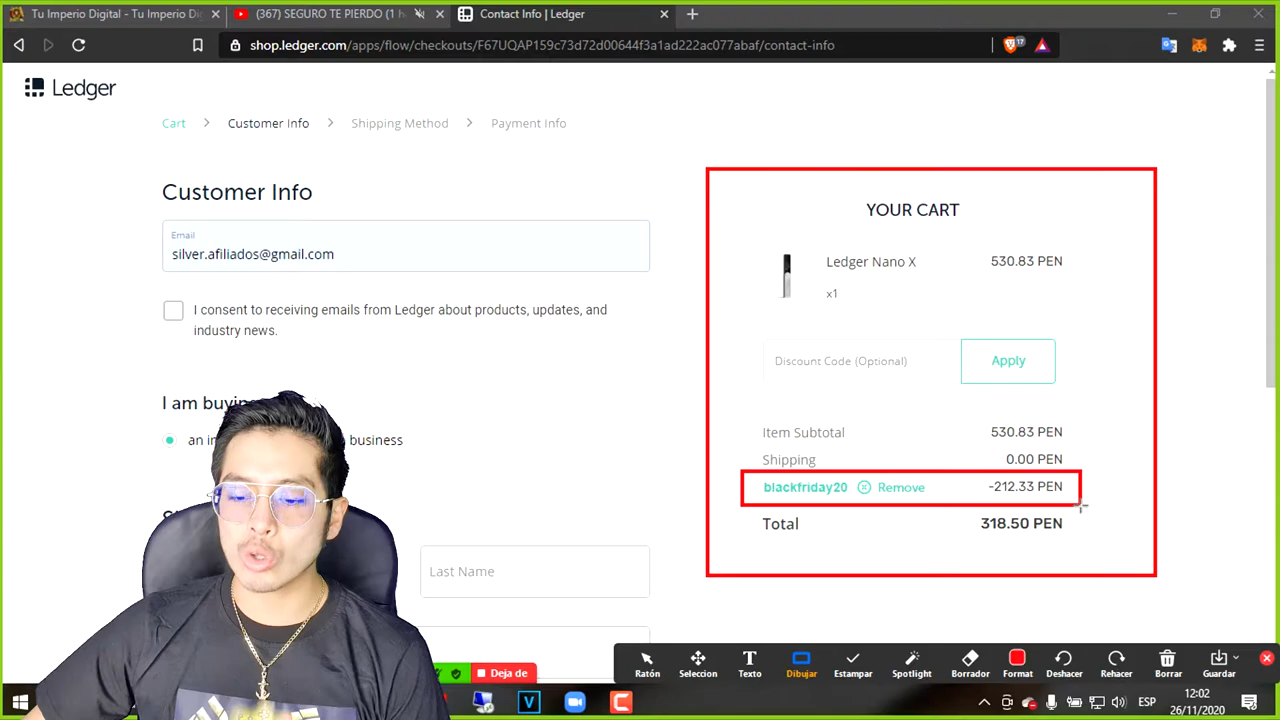 Tu Imperio Digital - Tu Imperio Digi
(367) SEGURO TE PIERDO (1 h
Contact Info | Ledger
shop.ledger.com/apps/flow/checkouts/F67UQAP159c73d72d00644f3a1ad222ac077abaf/contact-info
17
Ledger
Cart > Customer Info > Shipping Method > Payment Info
Customer Info
Email
silver.afiliados@gmail.com
I consent to receiving emails from Ledger about products, updates, and
industry news.
I am buyin
an in business
Last Name
YOUR CART
Ledger Nano X 530.83 PEN
x1
Discount Code (Optional) Apply
Item Subtotal 530.83 PEN
Shipping 0.00 PEN
blackfriday20 Remove -212.33 PEN
Total 318.50 PEN
Deja de
Ratón Seleccion Texto Dibujar Estampar Spotlight Borrador Format Deshacer Rehacer Borrar Guardar
V
ESP
12:02
26/11/2020